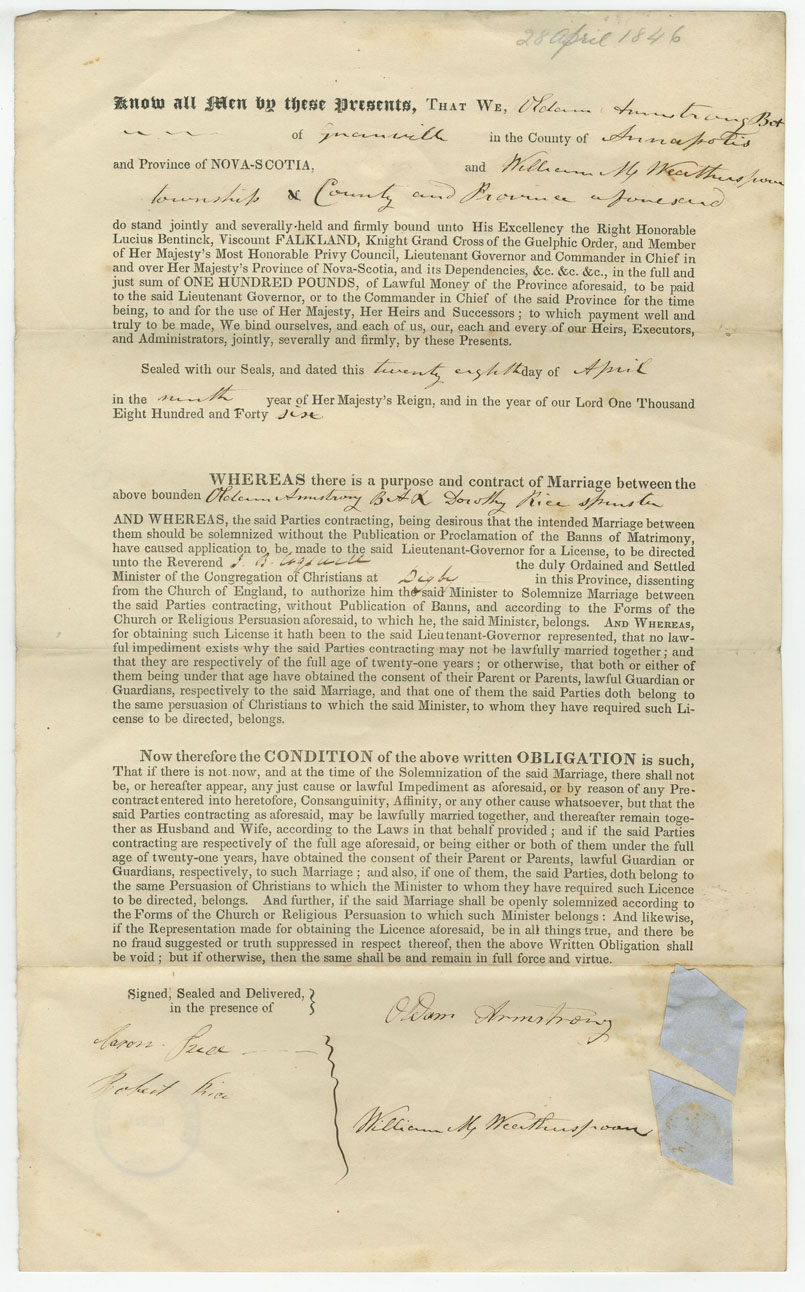 28 April 1846
Know all Men by these Presents, THAT WE, Oldam Armstrong Bat
of Granville in the County of Annapolis
and Province of NOVA-SCOTIA, and William My Weatherspoon
township & County and Province aforesaid
do stand jointly and severally held and firmly bound unto His Excellency the Right Honorable
Lucius Bentinck, Viscount FALKLAND, Knight Grand Cross of the Guelphic Order, and Member
of Her Majesty's Most Honorable Privy Council, Lieutenant Governor and Commander in Chief in
and over Her Majesty's Province of Nova-Scotia, and its Dependencies, &c. &c. &c., in the full and
just sum of ONE HUNDRED POUNDS, of Lawful Money of the Province aforesaid, to be paid
to the said Lieutenant Governor, or to the Commander in Chief of the said Province for the time
being, to and for the use of Her Majesty, Her Heirs and Successors ; to which payment well and
truly to be made, We bind ourselves, and each of us, our, each and every of our Heirs, Executors,
and Administrators, jointly, severally and firmly, by these Presents.
Sealed with our Seals, and dated this twenty eighth day of April
in the ninth year of Her Majesty's Reign, and in the year of our Lord One Thousand
Eight Hundred and Forty six
WHEREAS there is a purpose and contract of Marriage between the
above bounden Oldam Armstrong Bat & Dorothy Rice spinster
AND WHEREAS, the said Parties contracting, being desirous that the intended Marriage between
them should be solemnized without the Publication or Proclamation of the Banns of Matrimony,
have caused application to be made to the said Lieutenant-Governor for a License, to be directed
unto the Reverend J. B. Cogswell the duly Ordained and Settled
Minister of the Congregation of Christians at Digby in this Province, dissenting
from the Church of England, to authorize him the said Minister to Solemnize Marriage between
the said Parties contracting, without Publication of Banns, and according to the Forms of the
Church or Religious Persuasion aforesaid, to which he, the said Minister, belongs. AND WHEREAS,
for obtaining such License it hath been to the said Lieutenant-Governor represented, that no law-
ful impediment exists why the said Parties contracting may not be lawfully married together ; and
that they are respectively of the full age of twenty-one years ; or otherwise, that both or either of
them being under that age have obtained the consent of their Parent or Parents, lawful Guardian or
Guardians, respectively to the said Marriage, and that one of them the said Parties doth belong to
the same persuasion of Christians to which the said Minister, to whom they have required such Li-
cense to be directed, belongs.
Now therefore the CONDITION of the above written OBLIGATION is such,
That if there is not now, and at the time of the Solemnization of the said Marriage, there shall not
be, or hereafter appear, any just cause or lawful Impediment as aforesaid, or by reason of any Pre-
contract entered into heretofore, Consanguinity, Affinity, or any other cause whatsoever, but that the
said Parties contracting as aforesaid, may be lawfully married together, and thereafter remain toge-
ther as Husband and Wife, according to the Laws in that behalf provided ; and if the said Parties
contracting are respectively of the full age aforesaid, or being either or both of them under the full
age of twenty-one years, have obtained the consent of their Parent or Parents, lawful Guardian or
Guardians, respectively, to such Marriage ; and also, if one of them, the said Parties, doth belong to
the same Persuasion of Christians to which the Minister to whom they have required such Licence
to be directed, belongs. And further, if the said Marriage shall be openly solemnized according to
the Forms of the Church or Religious Persuasion to which such Minister belongs : And likewise,
if the Representation made for obtaining the Licence aforesaid, be in all things true, and there be
no fraud suggested or truth suppressed in respect thereof, then the above Written Obligation shall
be void ; but if otherwise, then the same shall be and remain in full force and virtue.
Signed, Sealed and Delivered,
in the presence of
Oldam Armstrong
Robert Rice
William My Weatherspoon